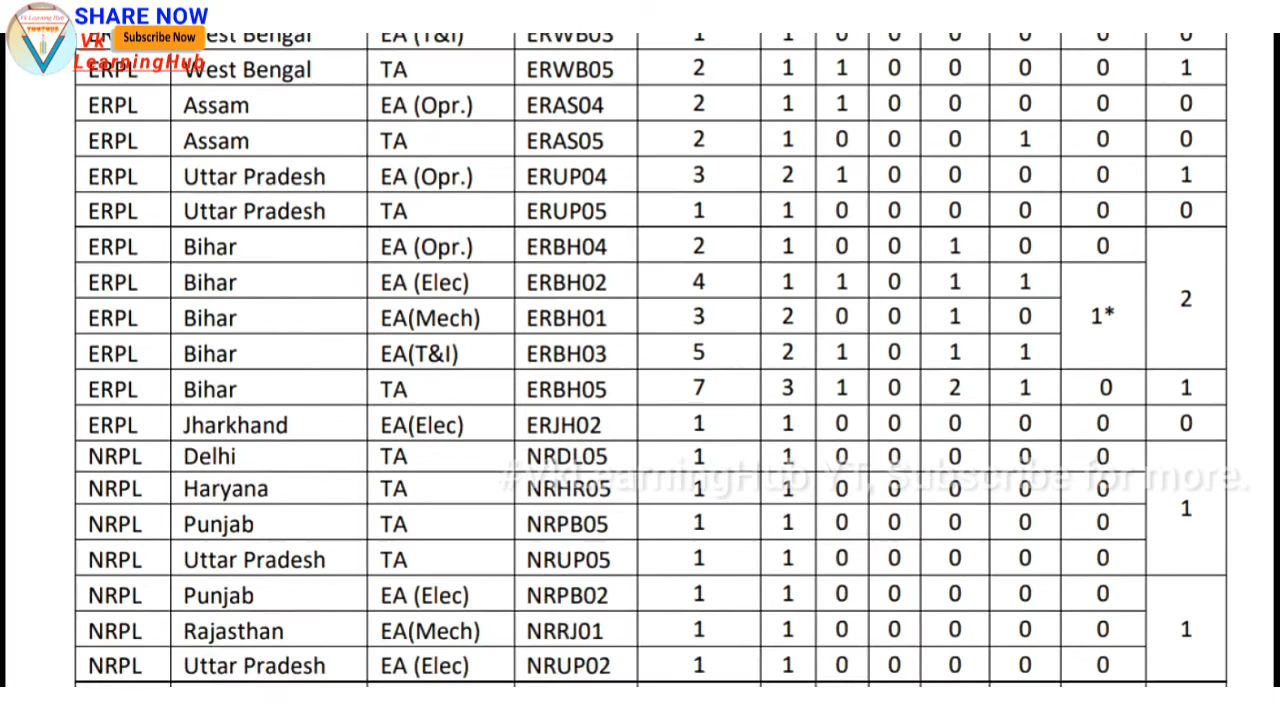 SHARE NOW
Subscribe Now
Vk
LearningHub
West Bengal EA (T&I) ERWB03 1 1 0 0 0 0 0 0
ERPL West Bengal TA ERWB05 2 1 1 0 0 0 0 1
ERPL Assam EA (Opr.) ERAS04 2 1 1 0 0 0 0 0
ERPL Assam TA ERAS05 2 1 0 0 0 1 0 0
ERPL Uttar Pradesh EA (Opr.) ERUP04 3 2 1 0 0 0 0 1
ERPL Uttar Pradesh TA ERUP05 1 1 0 0 0 0 0 0
ERPL Bihar EA (Opr.) ERBH04 2 1 0 0 1 0 0
ERPL Bihar EA (Elec) ERBH02 4 1 1 0 1 1
2
ERPL Bihar EA(Mech) ERBH01 3 2 0 0 1 0 1*
ERPL Bihar EA(T&I) ERBH03 5 2 1 0 1 1
ERPL Bihar TA ERBH05 7 3 1 0 2 1 0 1
ERPL Jharkhand EA(Elec) ERJH02 1 1 0 0 0 0 0 0
NRPL Delhi TA NRDL05 1 1 0 0 0 0 0
#VkLearningHub YT, Subscribe for more.
NRPL Haryana TA NRHR05 1 1 0 0 0 0 0
1
NRPL Punjab TA NRPB05 1 1 0 0 0 0 0
NRPL Uttar Pradesh TA NRUP05 1 1 0 0 0 0 0
NRPL Punjab EA (Elec) NRPB02 1 1 0 0 0 0 0
NRPL Rajasthan EA(Mech) NRRJ01 1 1 0 0 0 0 0 1
NRPL Uttar Pradesh EA (Elec) NRUP02 1 1 0 0 0 0 0